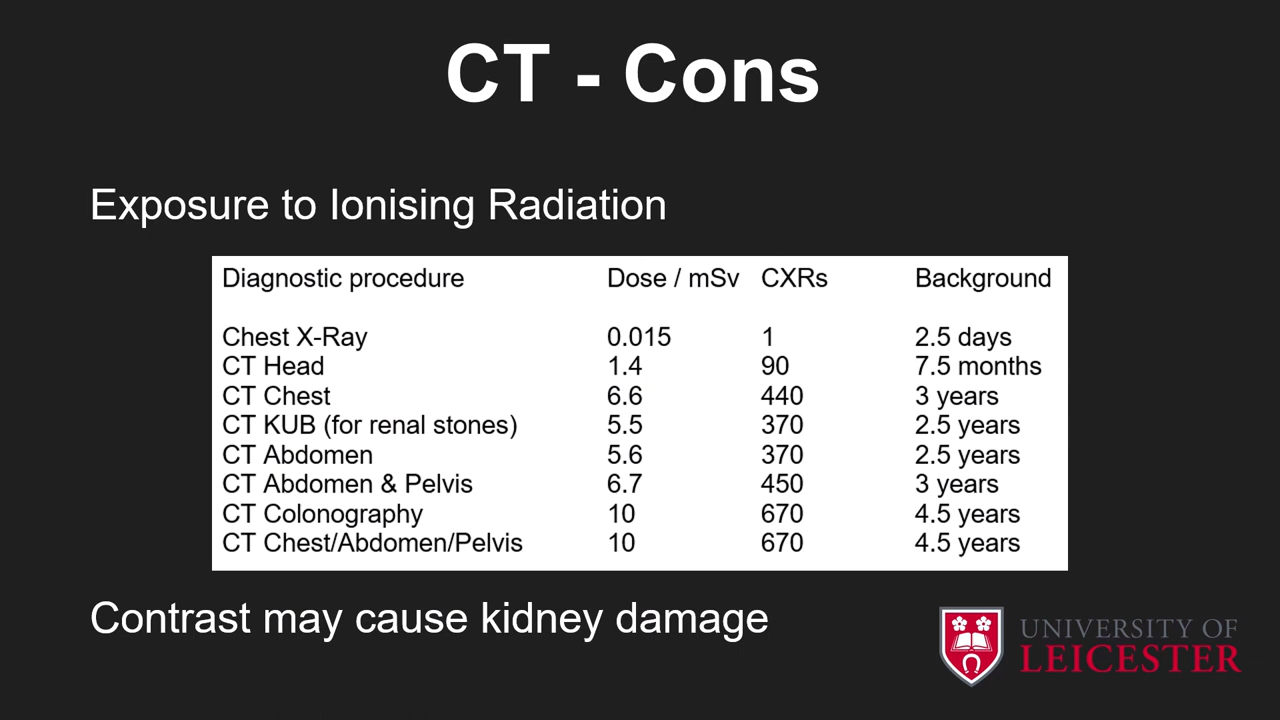 CT - Cons
Exposure to Ionising Radiation
Diagnostic procedure Dose / mSv CXRs Background
Chest X-Ray 0.015 1 2.5 days
CT Head 1.4 90 7.5 months
CT Chest 6.6 440 3 years
CT KUB (for renal stones) 5.5 370 2.5 years
CT Abdomen 5.6 370 2.5 years
CT Abdomen & Pelvis 6.7 450 3 years
CT Colonography 10 670 4.5 years
CT Chest/Abdomen/Pelvis 10 670 4.5 years
Contrast may cause kidney damage
UNIVERSITY OF
LEICESTER